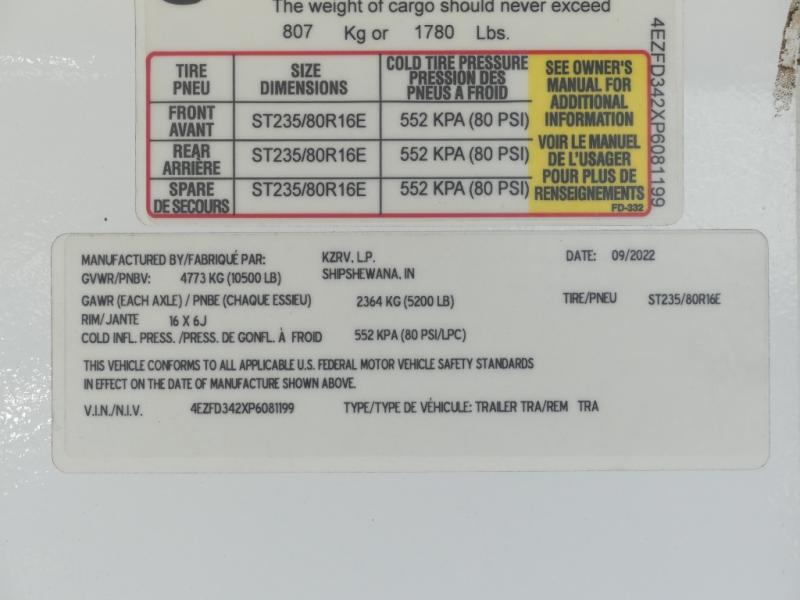 The weight of cargo should never exceed
807 Kg or 1780 Lbs.
TIRE PNEU SIZE DIMENSIONS COLD TIRE PRESSURE PRESSION DES PNEUS A FROID
FRONT AVANT ST235/80R16E 552 KPA (80 PSI)
REAR ARRIÈRE ST235/80R16E 552 KPA (80 PSI)
SPARE DE SECOURS ST235/80R16E 552 KPA (80 PSI)
SEE OWNER'S
MANUAL FOR
ADDITIONAL
INFORMATION
VOIR LE MANUEL
DE L'USAGER
POUR PLUS DE
RENSEIGNEMENTS
FD-332
4EZFD342XP6081199
MANUFACTURED BY/FABRIQUÉ PAR: KZRV, L.P. DATE: 09/2022
GVWR/PNBV: 4773 KG (10500 LB) SHIPSHEWANA, IN
GAWR (EACH AXLE) / PNBE (CHAQUE ESSIEU) 2364 KG (5200 LB) TIRE/PNEU ST235/80R16E
RIM/JANTE 16 X 6J
COLD INFL. PRESS. /PRESS. DE GONFL. À FROID 552 KPA (80 PSI/LPC)
THIS VEHICLE CONFORMS TO ALL APPLICABLE U.S. FEDERAL MOTOR VEHICLE SAFETY STANDARDS
IN EFFECT ON THE DATE OF MANUFACTURE SHOWN ABOVE.
V.I.N./N.I.V. 4EZFD342XP6081199 TYPE/TYPE DE VÉHICULE: TRAILER TRA/REM TRA